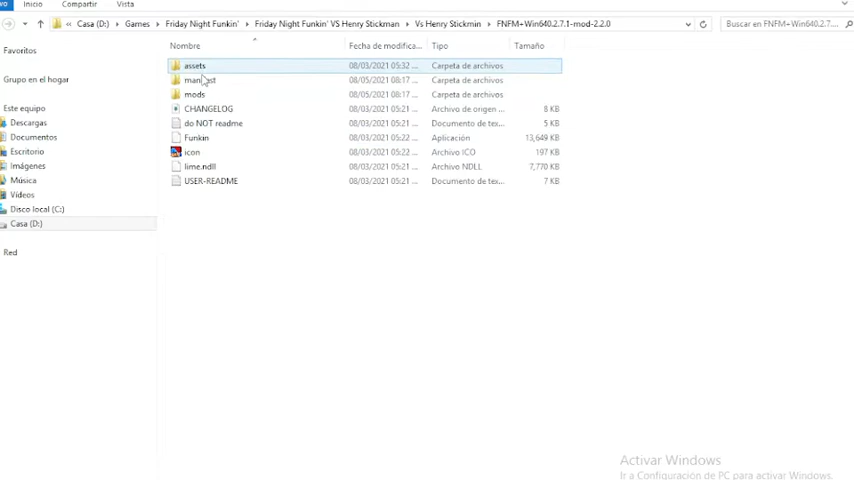 vo Inicio Compartir Vista
« Casa (D:) Games Friday Night Funkin' Friday Night Funkin' VS Henry Stickman Vs Henry Stickmin FNFM+Win640.2.7.1-mod-2.2.0 Buscar en FNFM+Win640.2.7....
Nombre Fecha de modifica... Tipo Tamaño
Favoritos
Grupo en el hogar
Este equipo
Descargas
Documentos
Escritorio
Imágenes
Música
Vídeos
Disco local (C:)
Casa (D:)
Red
assets 08/03/2021 05:32 ... Carpeta de archivos
08/05/2021 08:17 ... Carpeta de archivos
mods 08/05/2021 08:17 ... Carpeta de archivos
CHANGELOG 08/03/2021 05:21 ... Archivo de origen ... 8 KB
do NOT readme 08/03/2021 05:21 ... Documento de tex... 5 KB
Funkin 08/03/2021 05:22 ... Aplicación 13,649 KB
icon 08/03/2021 05:22 ... Archivo ICO 197 KB
lime.ndll 08/03/2021 05:21 ... Archivo NDLL 7,770 KB
USER-README 08/03/2021 05:21 ... Documento de tex... 7 KB
Activar Windows
Ir a Configuración de PC para activar Windows.